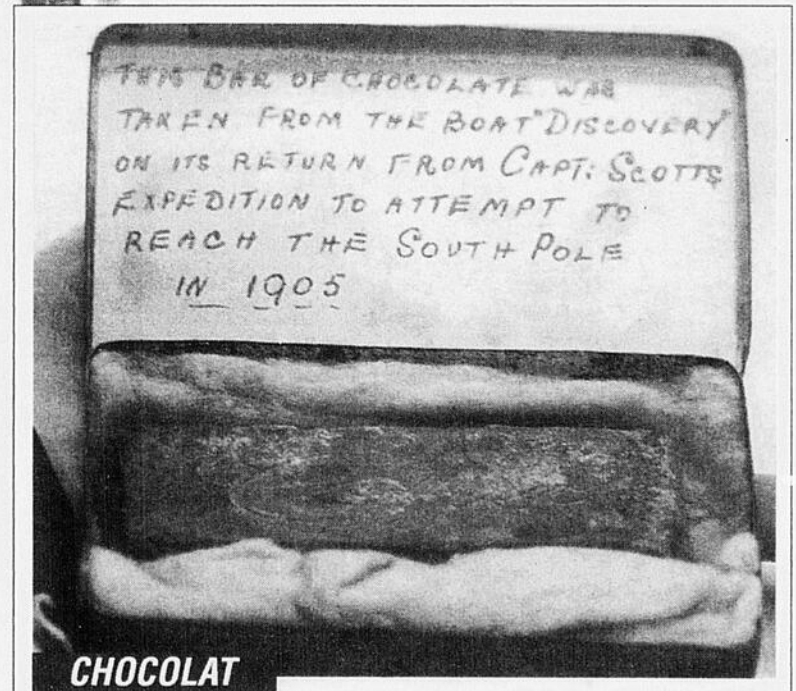 THIS BAR OF CHOCOLATE WAS
TAKEN FROM THE BOAT "DISCOVERY"
ON ITS RETURN FROM CAPT: SCOTTS
EXPEDITION TO ATTEMPT TO
REACH THE SOUTH POLE
IN 1905
CHOCOLAT